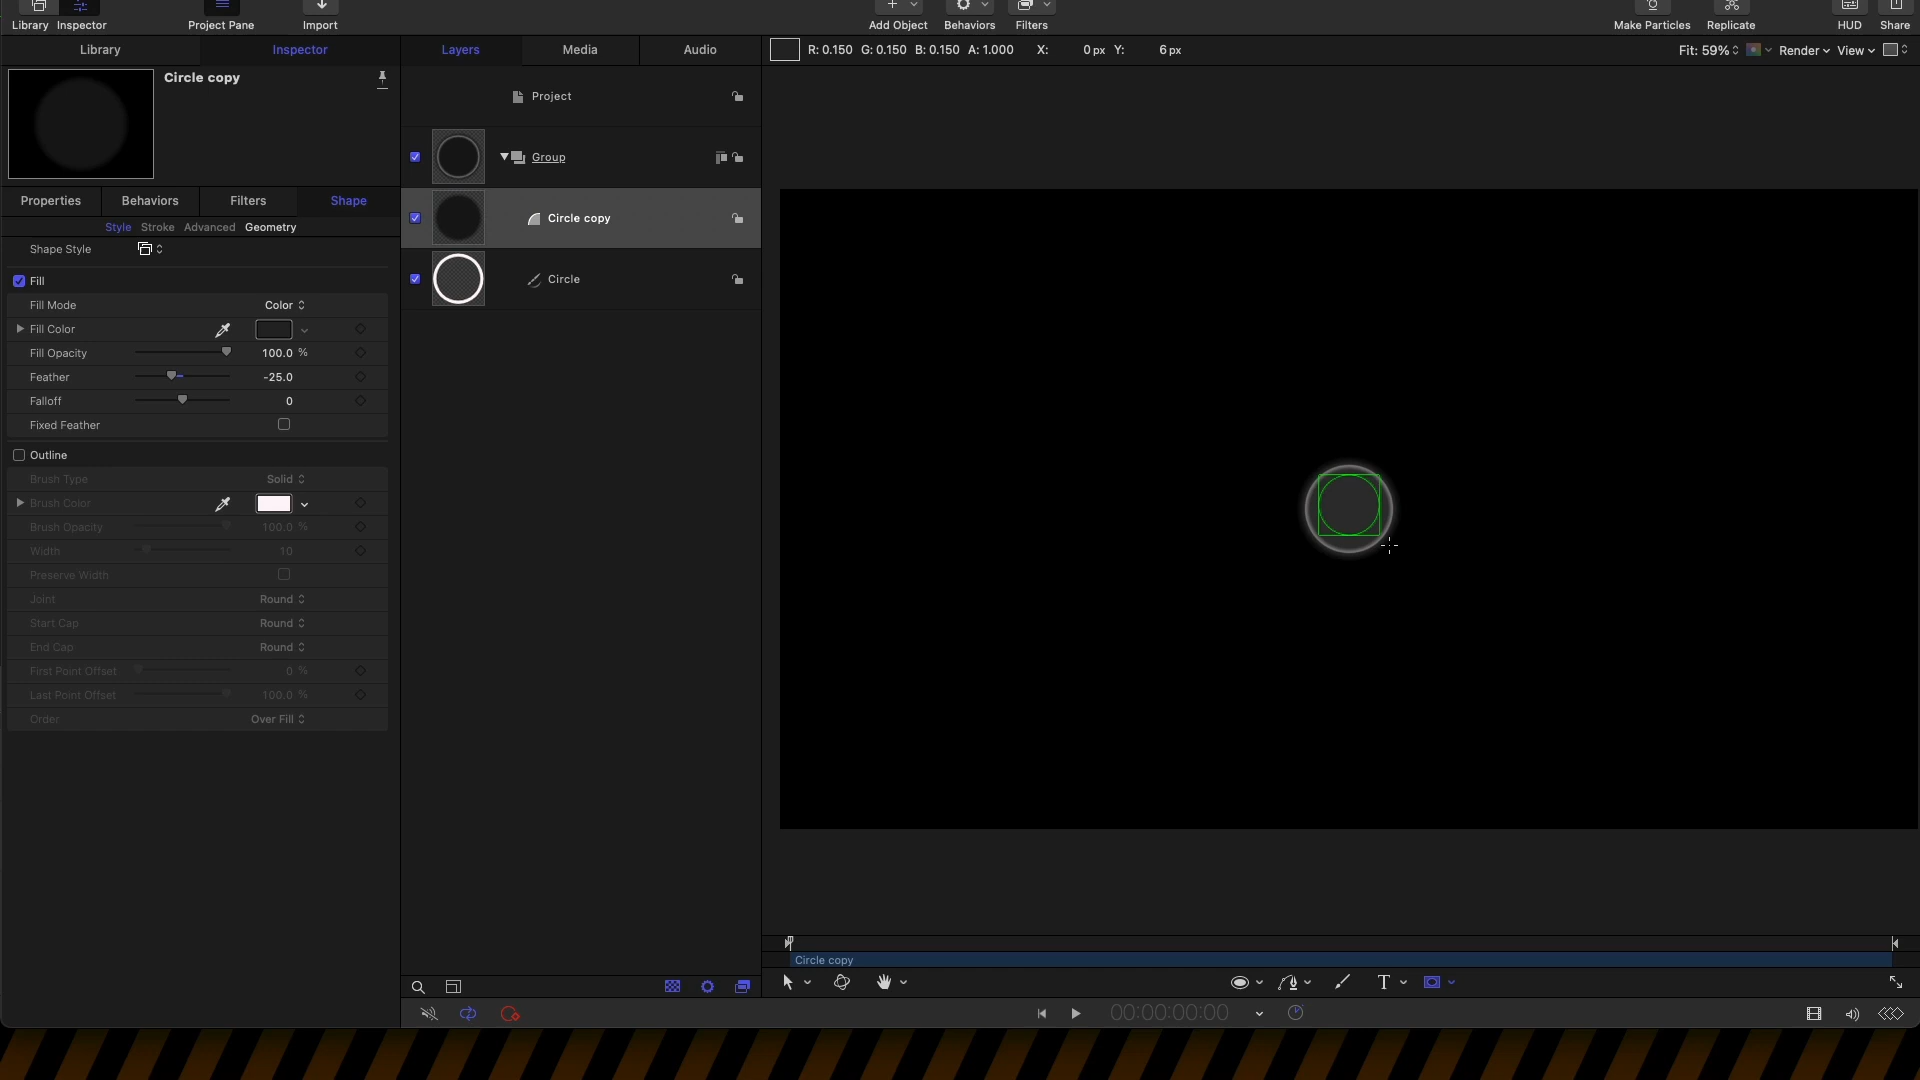 Library Inspector Project Pane Import Add Object Behaviors Filters Make Particles Replicate HUD Share
Library Inspector Layers Media Audio R: 0.150 G: 0.150 B: 0.150 A: 1.000 X: 0 px Y: 6 px Fit: 59% Render View
Circle copy
Project
Group
Properties Behaviors Filters Shape
Style Stroke Advanced Geometry
Circle copy
Shape Style
Fill
Circle
Fill Mode Color
Fill Color
Fill Opacity 100.0 %
Feather -25.0
Falloff 0
Fixed Feather
Outline
Brush Type Solid
Brush Color
Brush Opacity 100.0 %
Width 10
Preserve Width
Joint Round
Start Cap Round
End Cap Round
First Point Offset 0 %
Last Point Offset 100.0 %
Order Over Fill
Circle copy
T
00:00:00:00